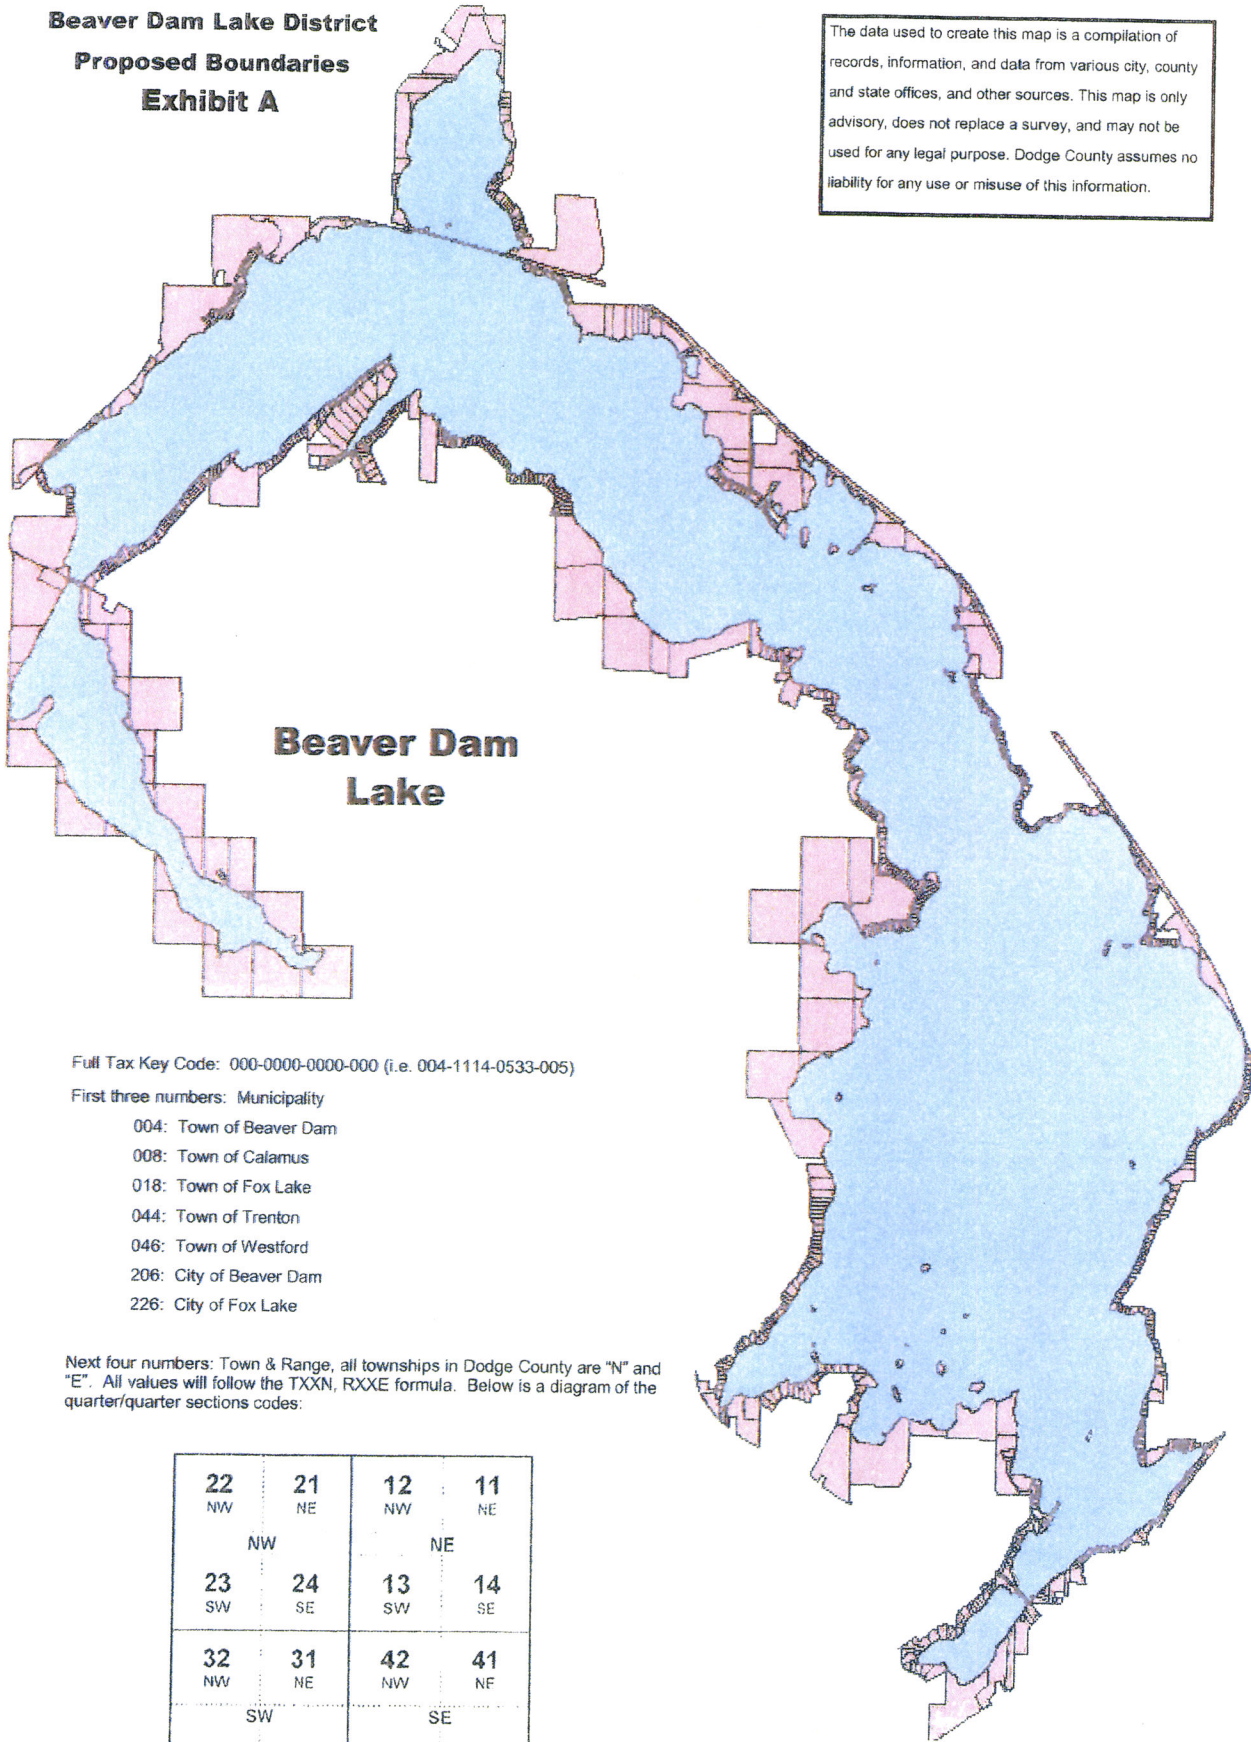 Beaver Dam Lake District
Proposed Boundaries
Exhibit A
The data used to create this map is a compilation of
records, information, and data from various city, county
and state offices, and other sources. This map is only
advisory, does not replace a survey, and may not be
used for any legal purpose. Dodge County assumes no
liability for any use or misuse of this information.
Beaver Dam
Lake
Full Tax Key Code: 000-0000-0000-000 (i.e. 004-1114-0533-005)
First three numbers: Municipality
004: Town of Beaver Dam
008: Town of Calamus
018: Town of Fox Lake
044: Town of Trenton
046: Town of Westford
206: City of Beaver Dam
226: City of Fox Lake
Next four numbers: Town & Range, all townships in Dodge County are "N" and
"E". All values will follow the TXXN, RXXE formula. Below is a diagram of the
quarter/quarter sections codes:
22 21 12 11
NW NE NW NE
NW NE
23 24 13 14
SW SE SW SE
32 31 42 41
NW NE NW NE
SW SE